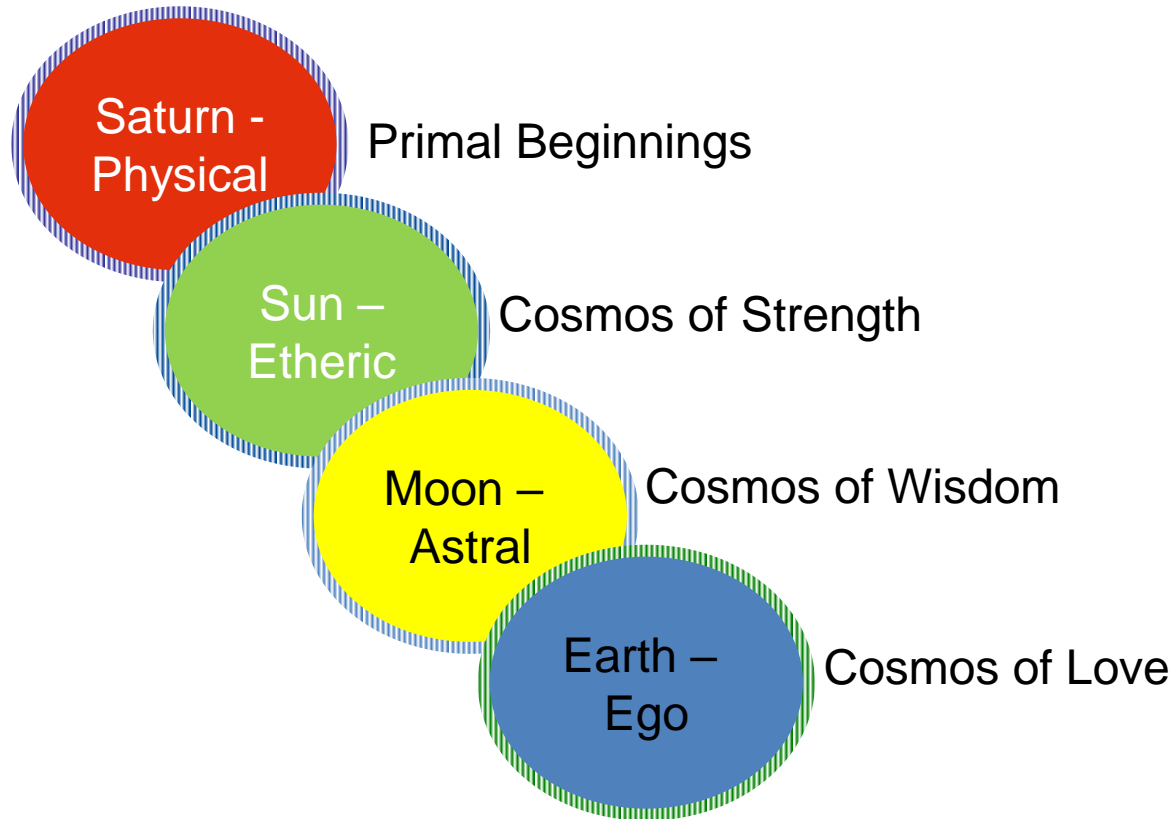 Saturn -
Physical
Primal Beginnings
Sun –
Etheric
Cosmos of Strength
Moon –
Astral
Cosmos of Wisdom
Earth –
Ego
Cosmos of Love